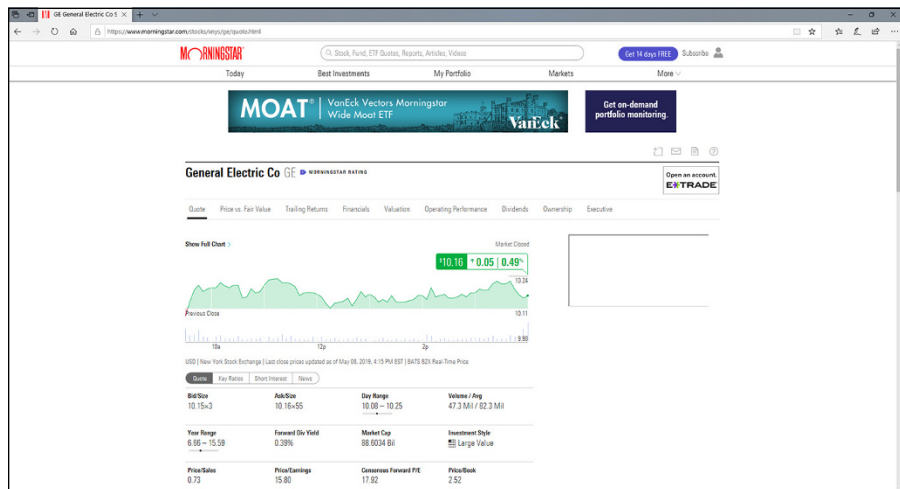 GE General Electric Co S
https://www.morningstar.com/stocks/xnys/ge/quote.html
MORNINGSTAR
Stock, Fund, ETF Quotes, Reports, Articles, Videos
Get 14 days FREE
Subscribe
Today
Best Investments
My Portfolio
Markets
More
MOAT® | VanEck Vectors Morningstar
Wide Moat ETF
VanEck
Get on-demand
portfolio monitoring.
General Electric Co GE
MORNINGSTAR RATING
Open an account.
E*TRADE
Quote
Price vs. Fair Value
Trailing Returns
Financials
Valuation
Operating Performance
Dividends
Ownership
Executive
Show Full Chart
Market Closed
$10.16 ↑ 0.05 | 0.49%
10.24
Previous Close
10.11
9.98
10a
12p
2p
USD | New York Stock Exchange | Last close prices updated as of May 08, 2019, 4:15 PM EST | BATS BZX Real-Time Price
Quote
Key Ratios
Short Interest
News
Bid/Size
Ask/Size
Day Range
Volume / Avg
10.15×3
10.16×55
10.08 – 10.25
47.3 Mil / 82.3 Mil
Year Range
Forward Div Yield
Market Cap
Investment Style
6.66 – 15.59
0.39%
88.6034 Bil
Large Value
Price/Sales
Price/Earnings
Consensus Forward P/E
Price/Book
0.73
15.80
17.92
2.52